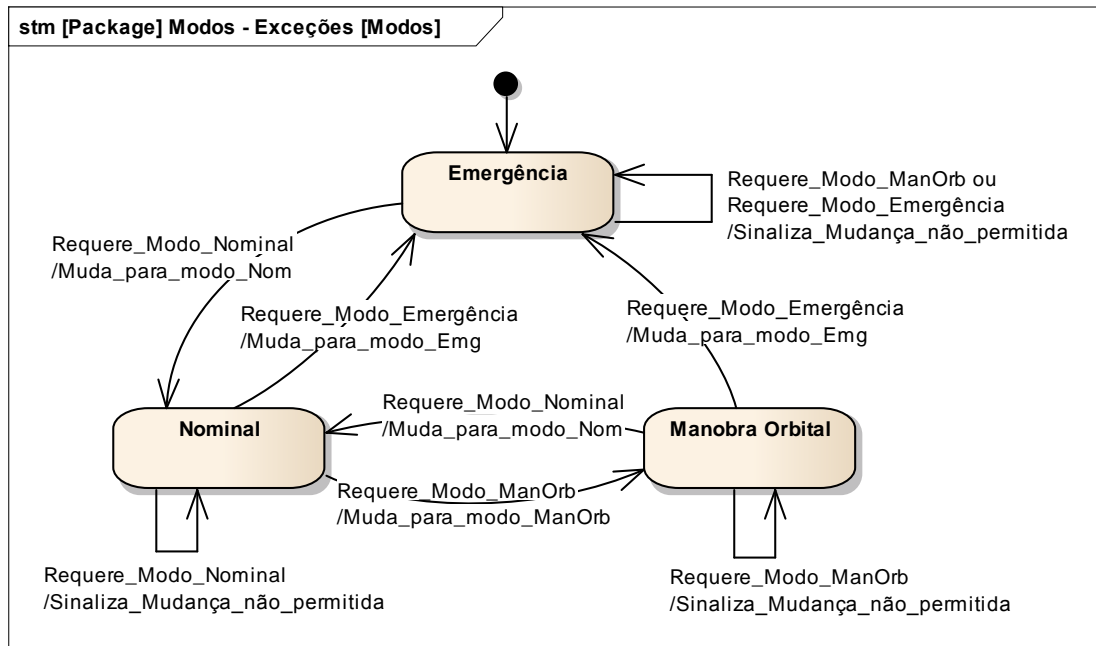 stm [Package] Modos - Exceções [Modos]
Emergência
Requere_Modo_ManOrb ou
Requere_Modo_Emergência
/Sinaliza_Mudança_não_permitida
Requere_Modo_Nominal
/Muda_para_modo_Nom
Requere_Modo_Emergência
/Muda_para_modo_Emg
Requere_Modo_Emergência
/Muda_para_modo_Emg
Nominal
Requere_Modo_Nominal
/Muda_para_modo_Nom
Manobra Orbital
Requere_Modo_ManOrb
/Muda_para_modo_ManOrb
Requere_Modo_Nominal
/Sinaliza_Mudança_não_permitida
Requere_Modo_ManOrb
/Sinaliza_Mudança_não_permitida